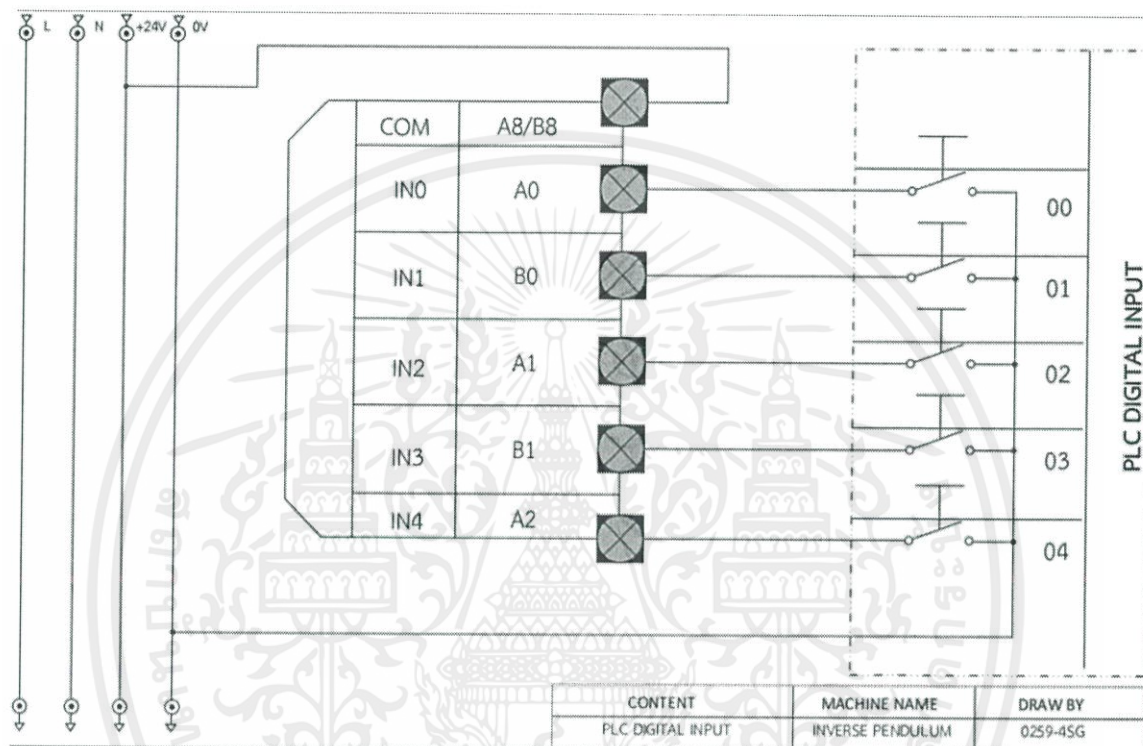 L N +24V 0V
COM A8/B8
IN0 A0
00
IN1 B0
01
IN2 A1
02
IN3 B1
03
IN4 A2
04
PLC DIGITAL INPUT
CONTENT MACHINE NAME DRAW BY
PLC DIGITAL INPUT INVERSE PENDULUM 0259-4SG